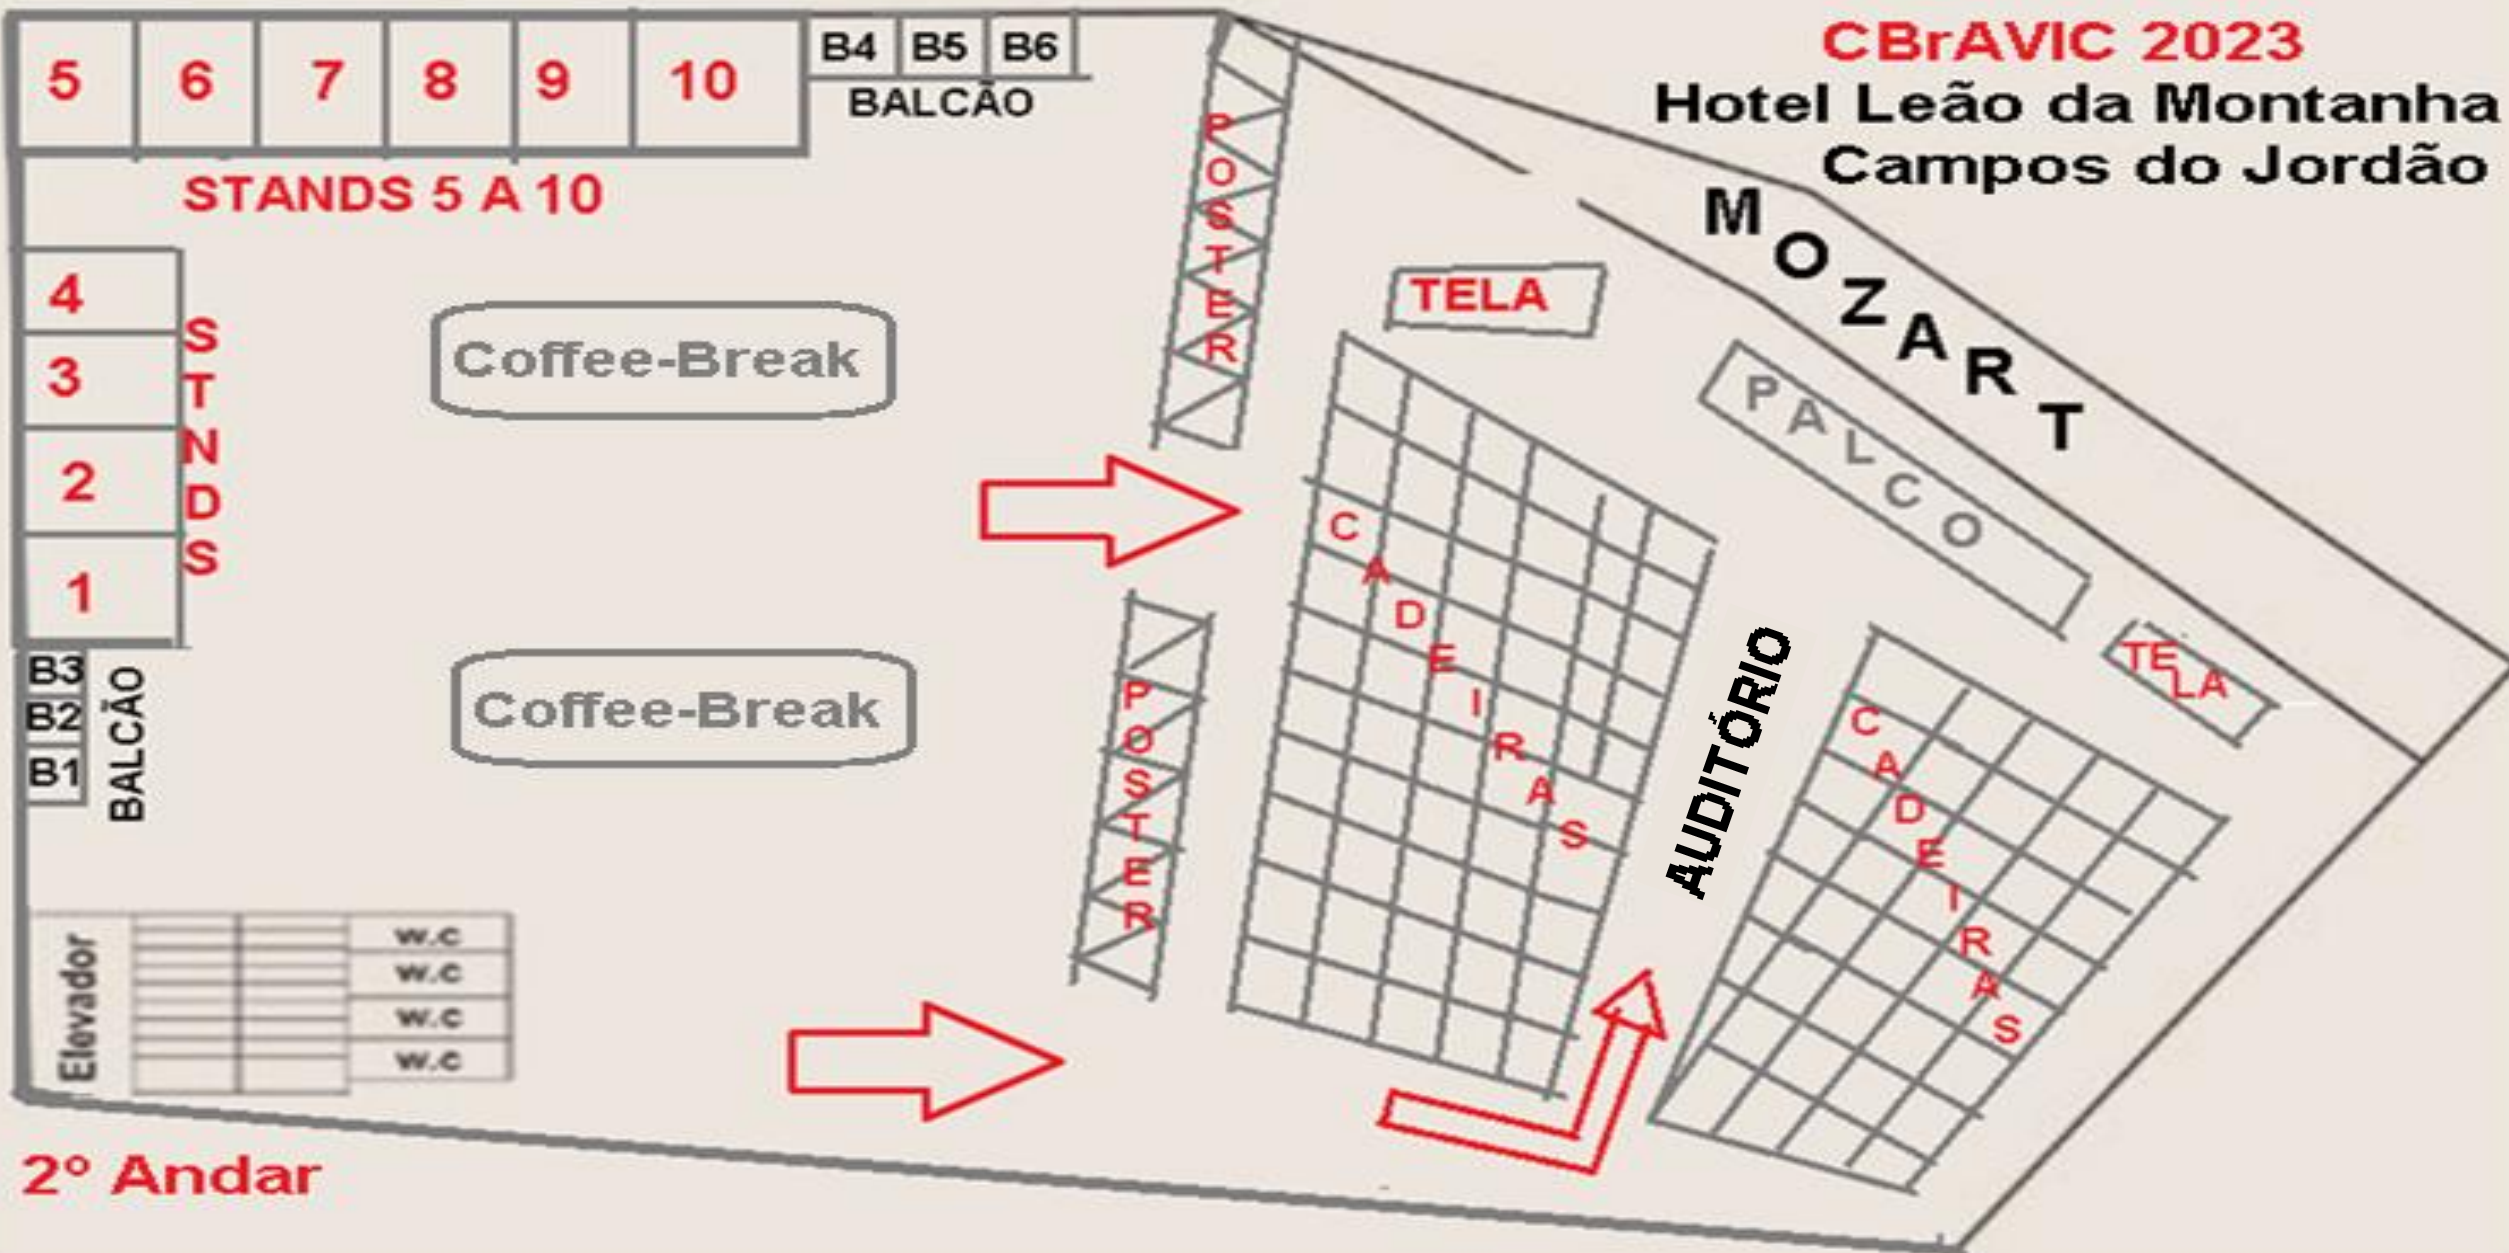 CBrAVIC 2023
Hotel Leão da Montanha
Campos do Jordão
5 6 7 8 9 10
B4 B5 B6
BALCÃO
STANDS 5 A 10
4
3
2
1
STNDS
B3
B2
B1
BALCÃO
Coffee-Break
Coffee-Break
POSTER
POSTER
TELA
MOZART
PALCO
TELA
CADEIRAS
AUDITÓRIO
CADEIRAS
Elevador
w.c
w.c
w.c
w.c
2º Andar